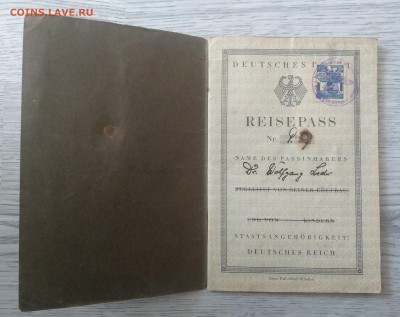 COINS.LAVE.RU
DEUTSCHES
REISEPASS
Nr.
NAME DES PASSINHABERS
Dr. Wolfgang
BEGLEITET VON SEINER EHEFRAU
UND VON KINDERN
STAATSANGEHÖRIGKEIT:
DEUTSCHES REICH